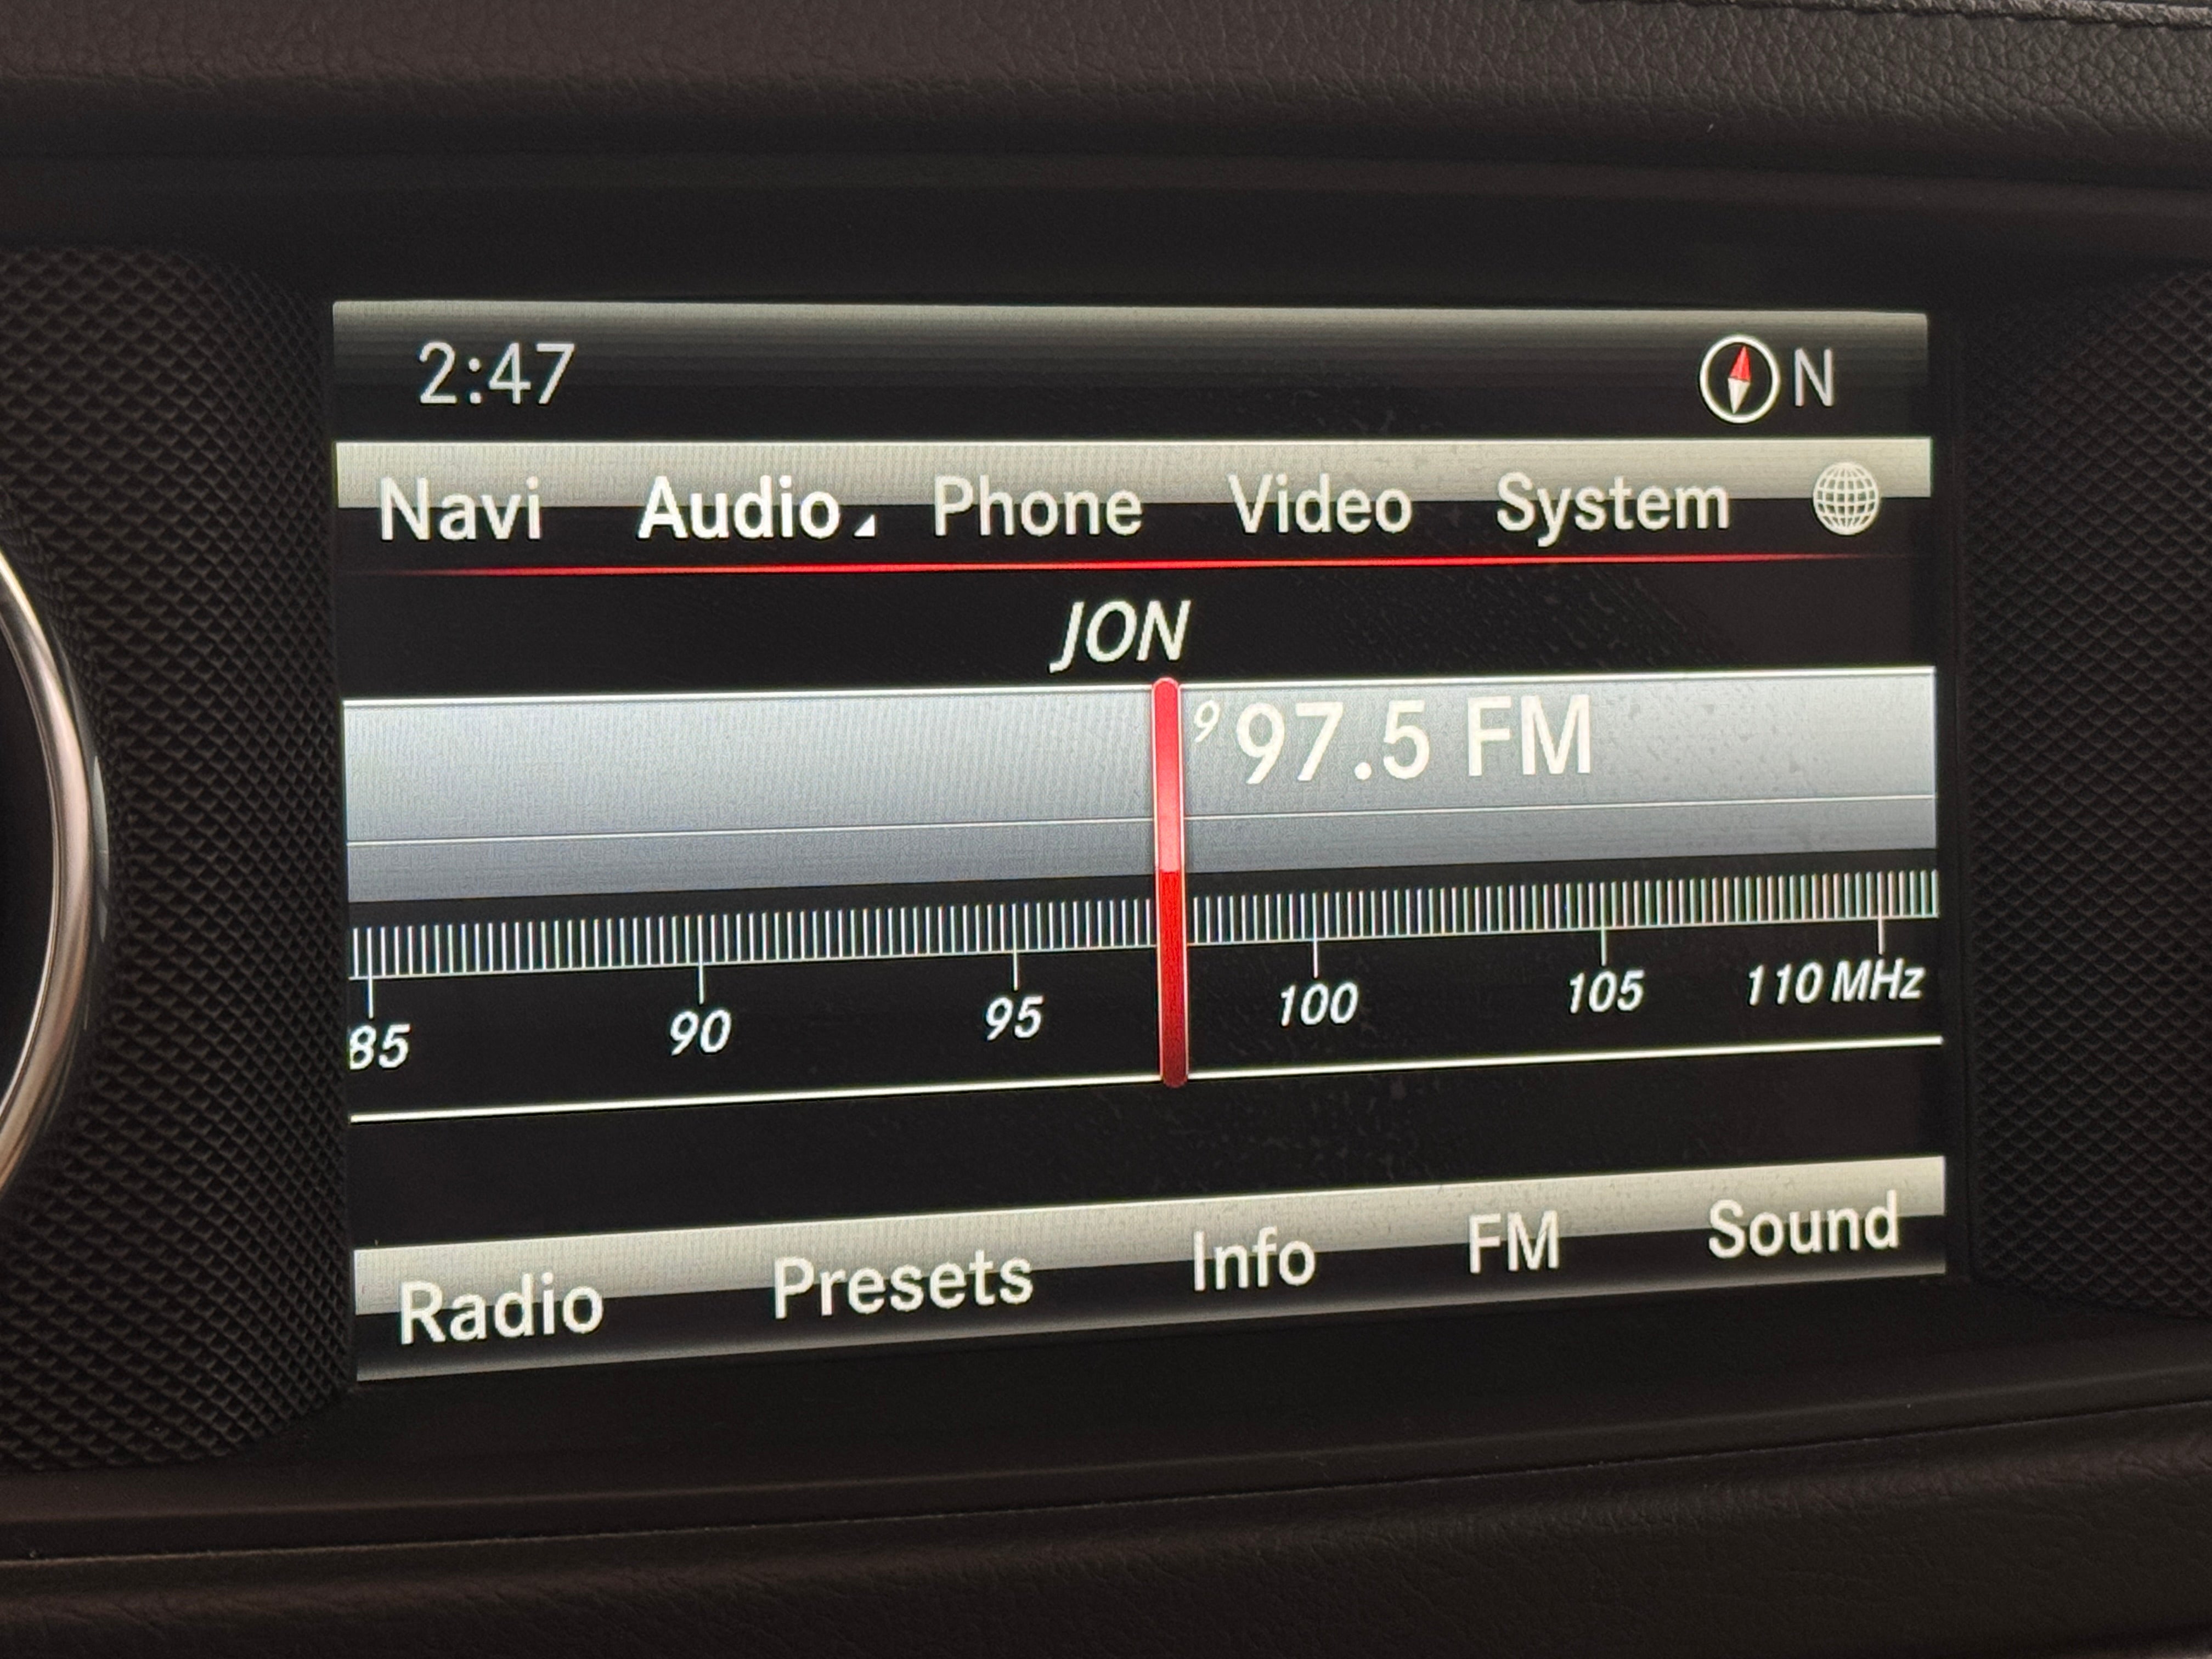 2:47 N
Navi Audio Phone Video System
JON
9 97.5 FM
85 90 95 100 105 110 MHz
Radio Presets Info FM Sound